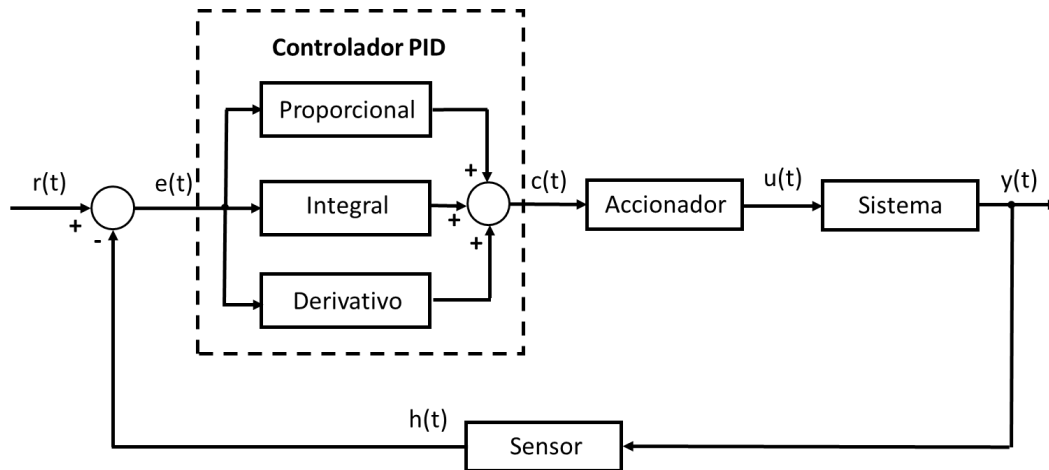 Controlador PID
Proporcional
r(t)
+
-
e(t)
Integral
+
+
+
c(t)
Accionador
u(t)
Sistema
y(t)
Derivativo
h(t)
Sensor